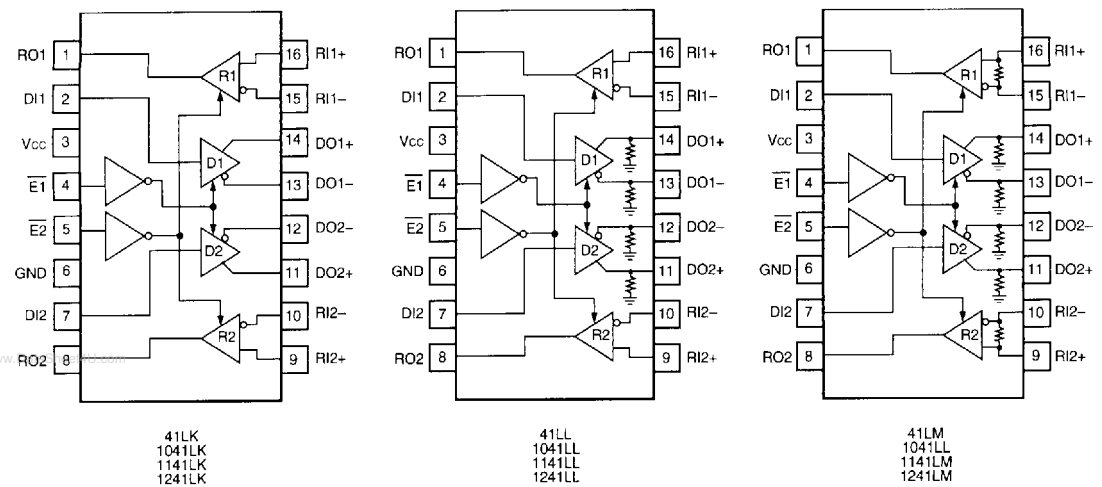 RO1 1 16 RI1+
R1
DI1 2 15 RI1–
VCC 3 14 DO1+
D1
E1 4 13 DO1–
E2 5 12 DO2–
D2
GND 6 11 DO2+
DI2 7 10 RI2–
R2
RO2 8 9 RI2+
41LK
1041LK
1141LK
1241LK
RO1 1 16 RI1+
R1
DI1 2 15 RI1–
VCC 3 14 DO1+
D1
E1 4 13 DO1–
E2 5 12 DO2–
D2
GND 6 11 DO2+
DI2 7 10 RI2–
R2
RO2 8 9 RI2+
41LL
1041LL
1141LL
1241LL
RO1 1 16 RI1+
R1
DI1 2 15 RI1–
VCC 3 14 DO1+
D1
E1 4 13 DO1–
E2 5 12 DO2–
D2
GND 6 11 DO2+
DI2 7 10 RI2–
R2
RO2 8 9 RI2+
41LM
1041LL
1141LM
1241LM